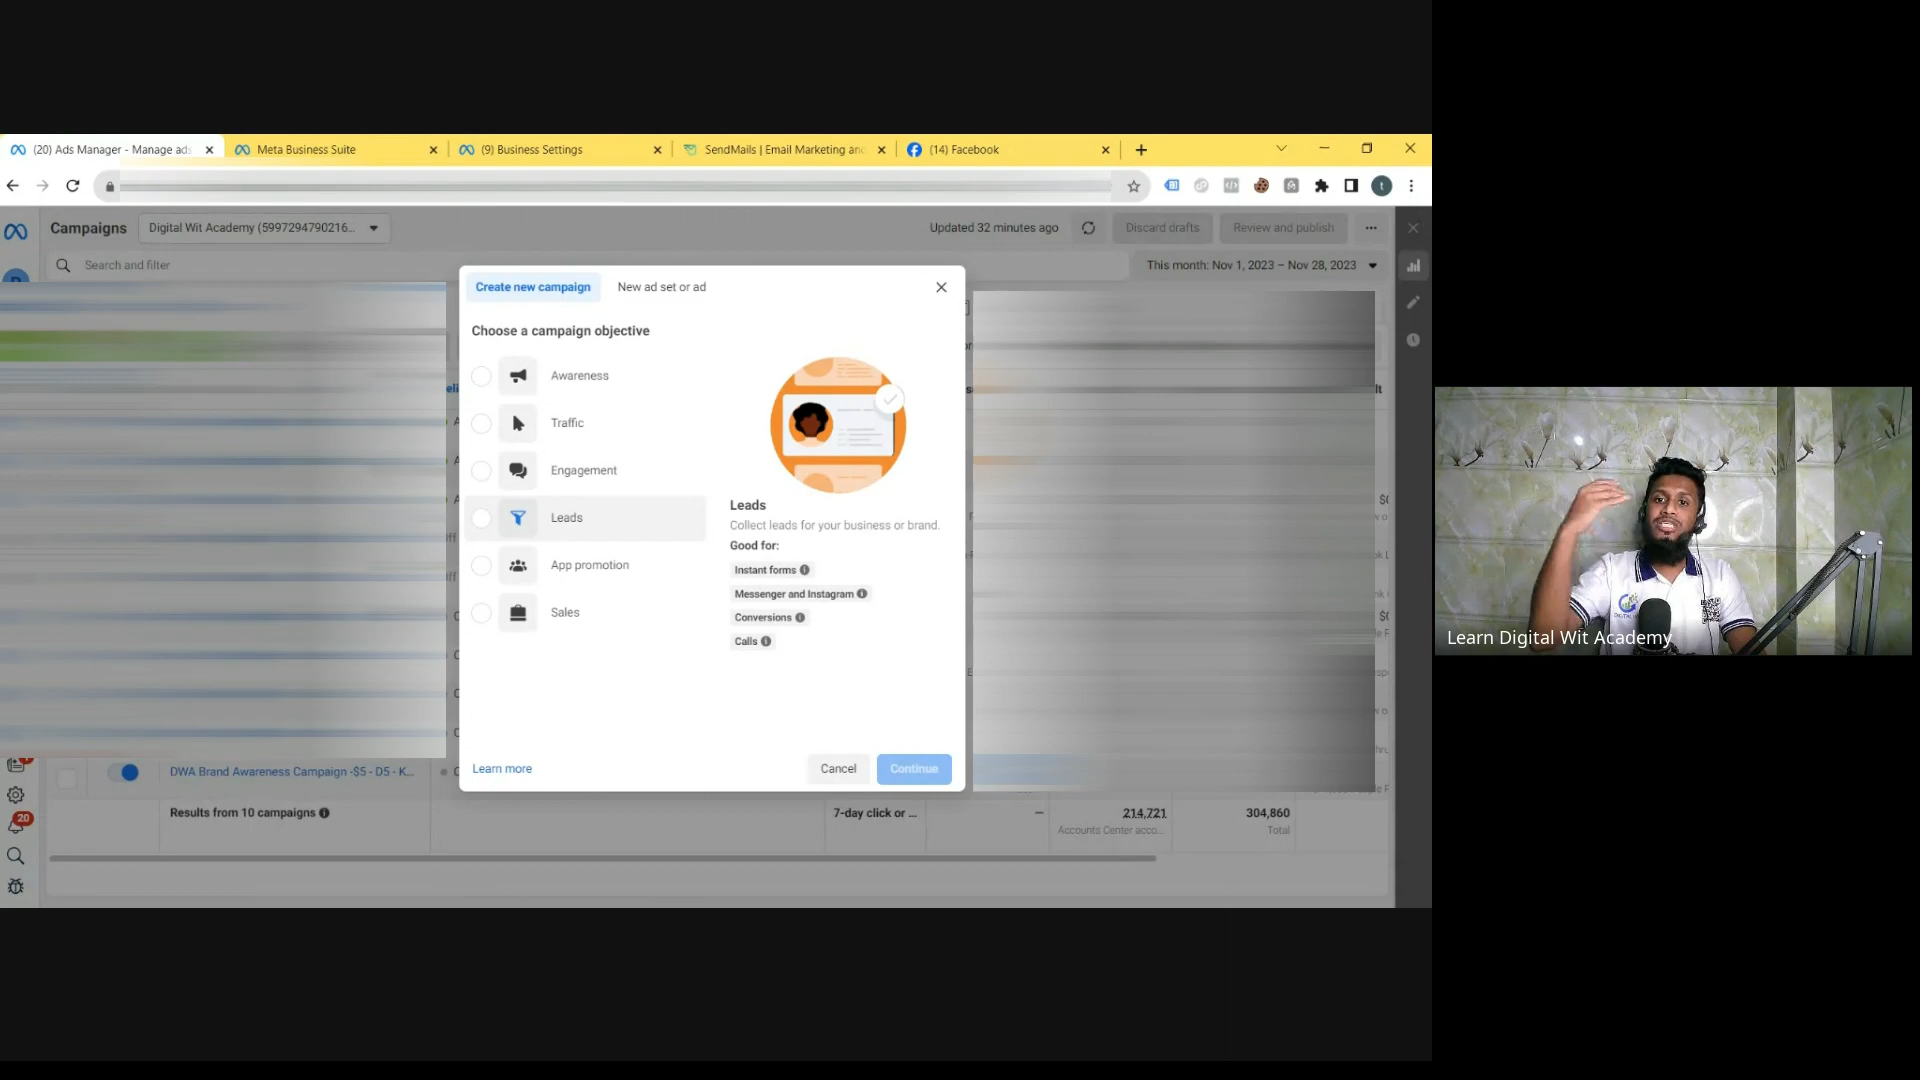 (20) Ads Manager - Manage ads
Meta Business Suite
(9) Business Settings
SendMails | Email Marketing and
(14) Facebook
Campaigns
Digital Wit Academy (5997294790216...
Updated 32 minutes ago
Discard drafts
Review and publish
Search and filter
This month: Nov 1, 2023 – Nov 28, 2023
Create new campaign
New ad set or ad
Choose a campaign objective
Awareness
Traffic
Engagement
Leads
App promotion
Sales
Leads
Collect leads for your business or brand.
Good for:
Instant forms
Messenger and Instagram
Conversions
Calls
Learn more
Cancel
Continue
DWA Brand Awareness Campaign -$5 - D5 - K...
Results from 10 campaigns
7-day click or ...
—
214,721
Accounts Center acco...
304,860
Total
20
Learn Digital Wit Academy